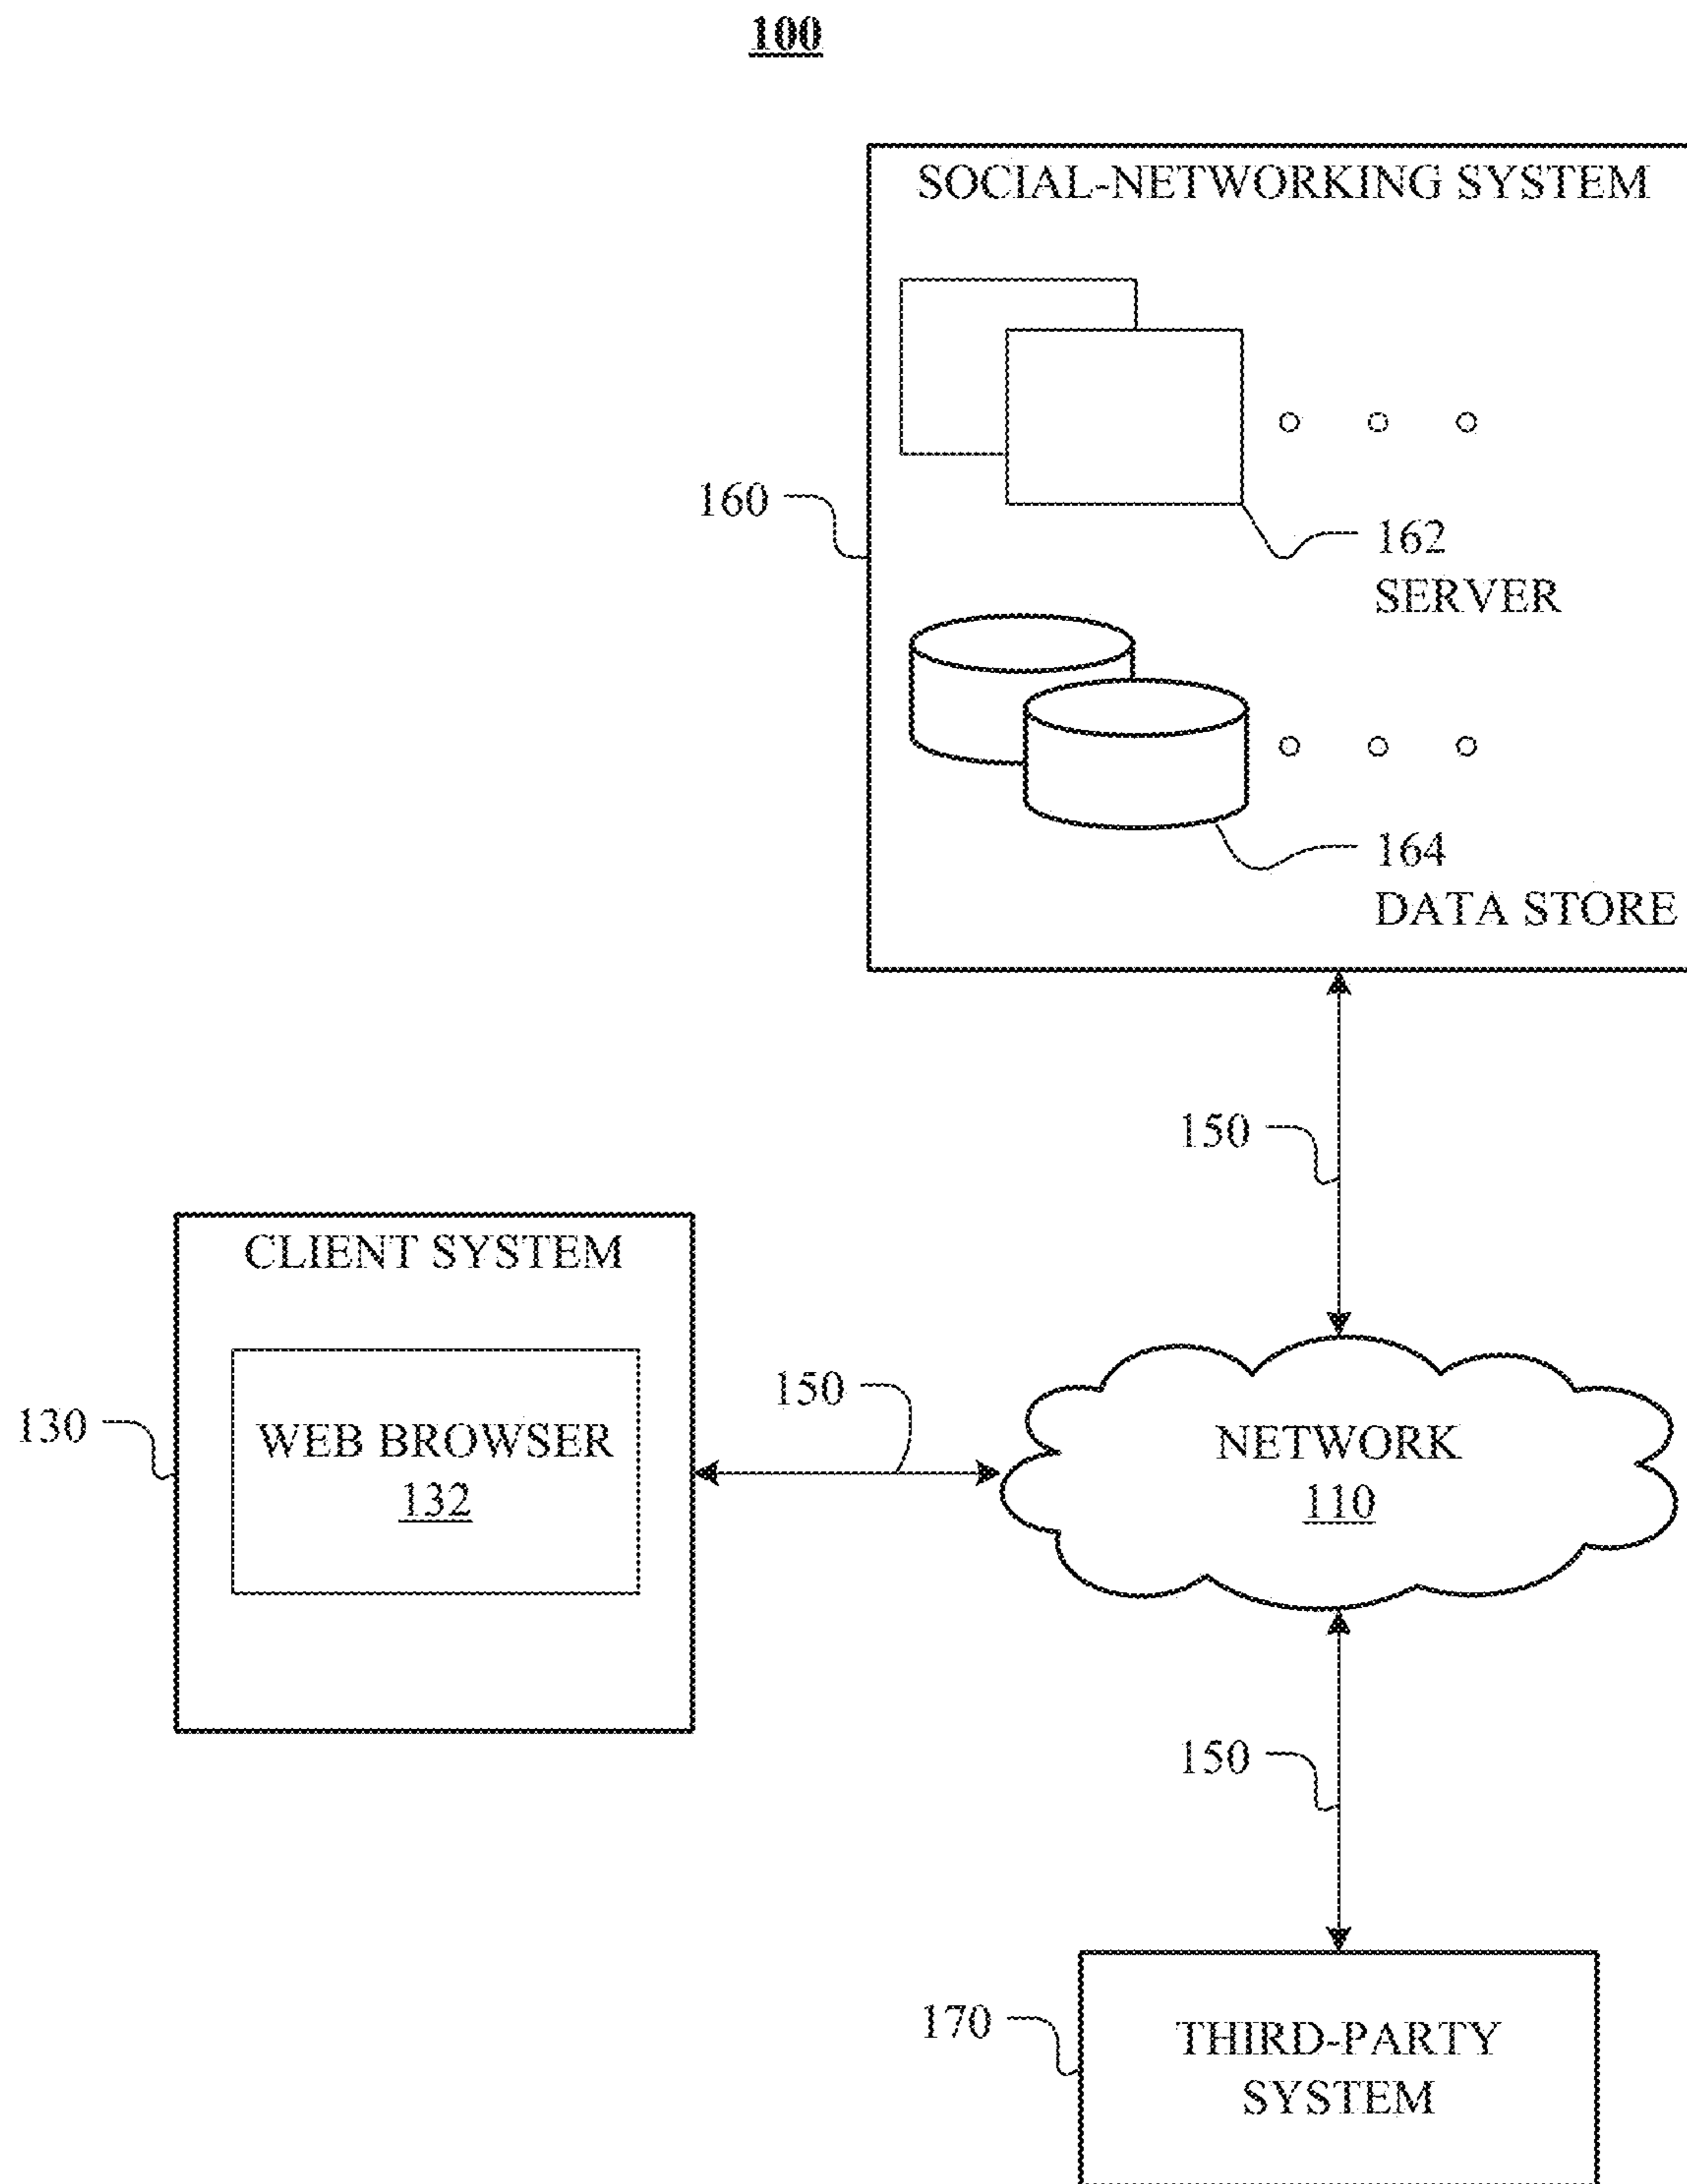 100
SOCIAL-NETWORKING SYSTEM
160
162
SERVER
164
DATA STORE
150
CLIENT SYSTEM
130
WEB BROWSER
132
150
NETWORK
110
150
170
THIRD-PARTY
SYSTEM